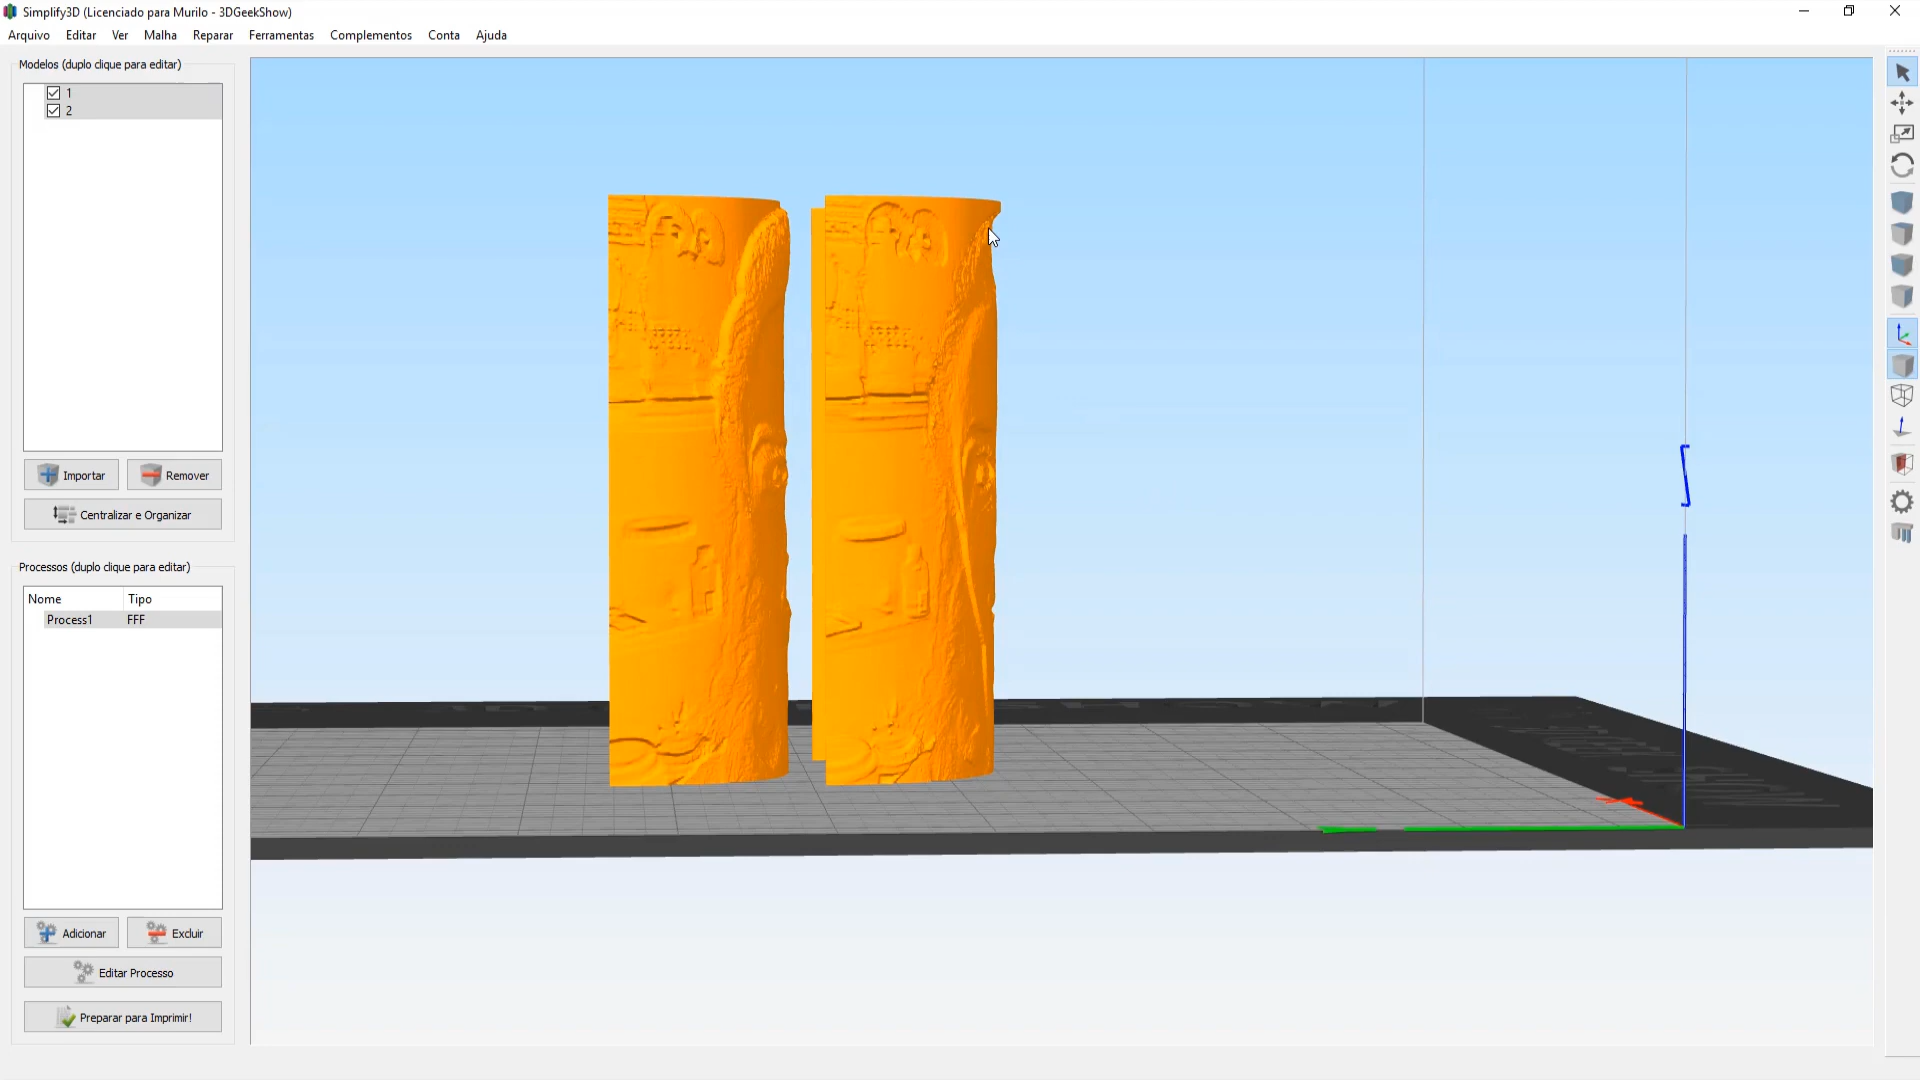 Simplify3D (Licenciado para Murilo - 3DGeekShow)
Arquivo Editar Ver Malha Reparar Ferramentas Complementos Conta Ajuda
Modelos (duplo clique para editar)
1
2
Importar Remover
Centralizar e Organizar
Processos (duplo clique para editar)
Nome Tipo
Process1 FFF
Adicionar Excluir
Editar Processo
Preparar para Imprimir!
Z